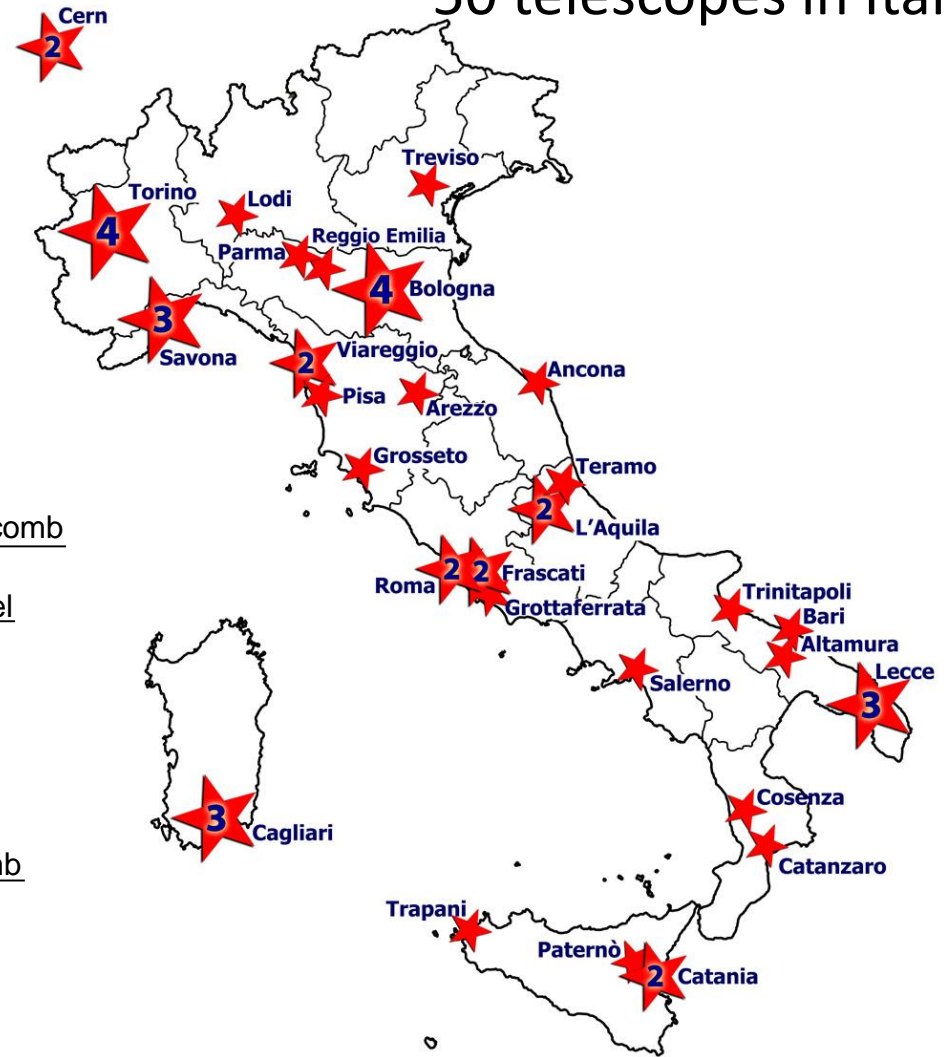 50 telescopes in Ital
Cern
2
Treviso
Torino
4
Lodi
Reggio Emilia
Parma
4
Bologna
3
Savona
Viareggio
2
Pisa
Arezzo
Ancona
Grosseto
Teramo
2
L'Aquila
comb
2
2
Frascati
Roma
Grottaferrata
el
Trinitapoli
Bari
Altamura
Lecce
3
Salerno
Cosenza
3
Cagliari
Catanzaro
Trapani
Paternò
2
Catania